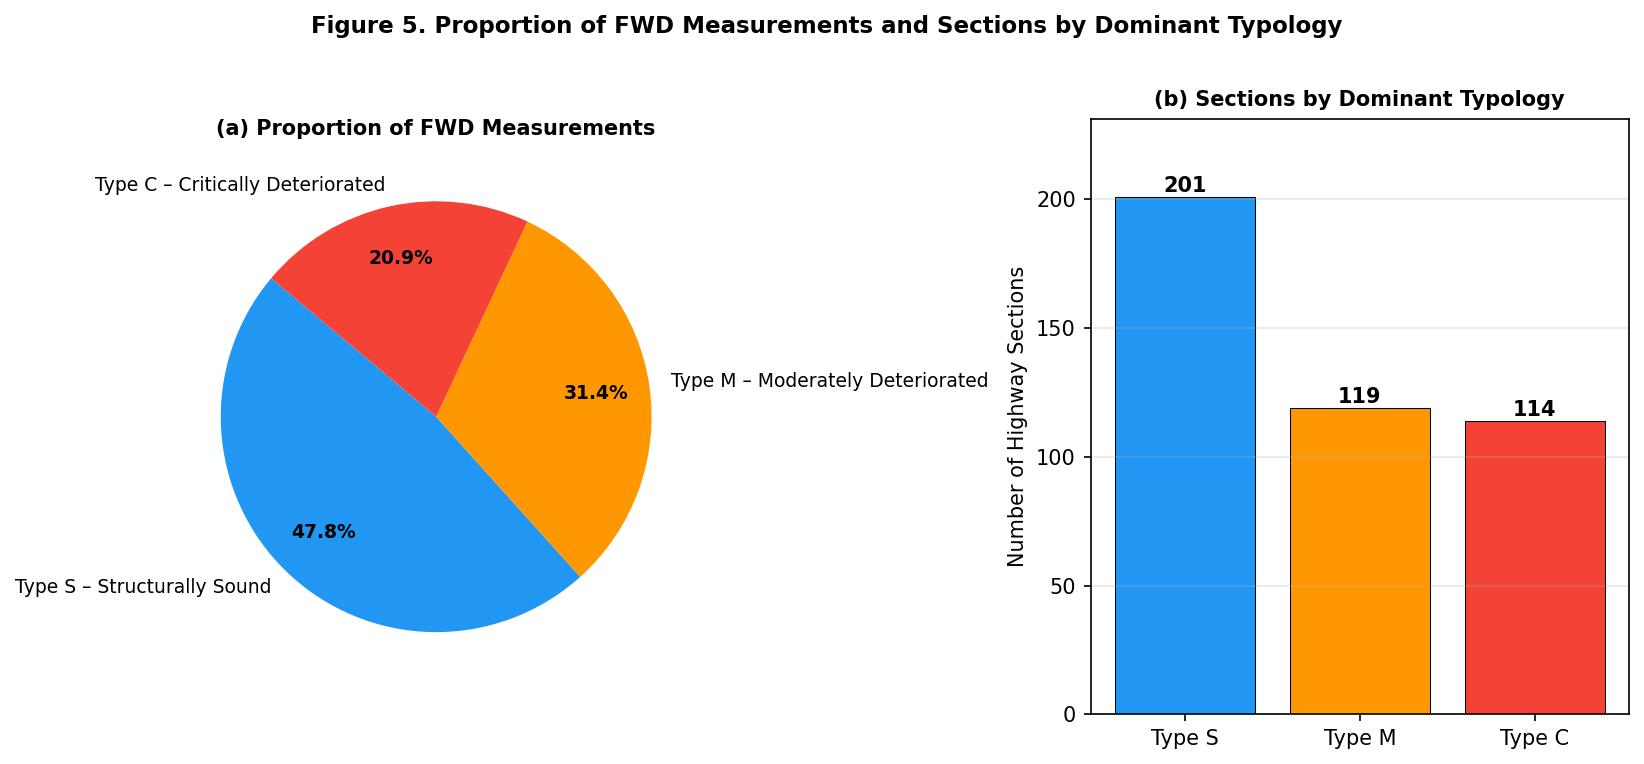 Figure 5. Proportion of FWD Measurements and Sections by Dominant Typology
(a) Proportion of FWD Measurements
Type C – Critically Deteriorated
20.9%
31.4%
Type M – Moderately Deteriorated
47.8%
Type S – Structurally Sound
(b) Sections by Dominant Typology
Number of Highway Sections
200
150
100
50
0
201
119
114
Type S
Type M
Type C